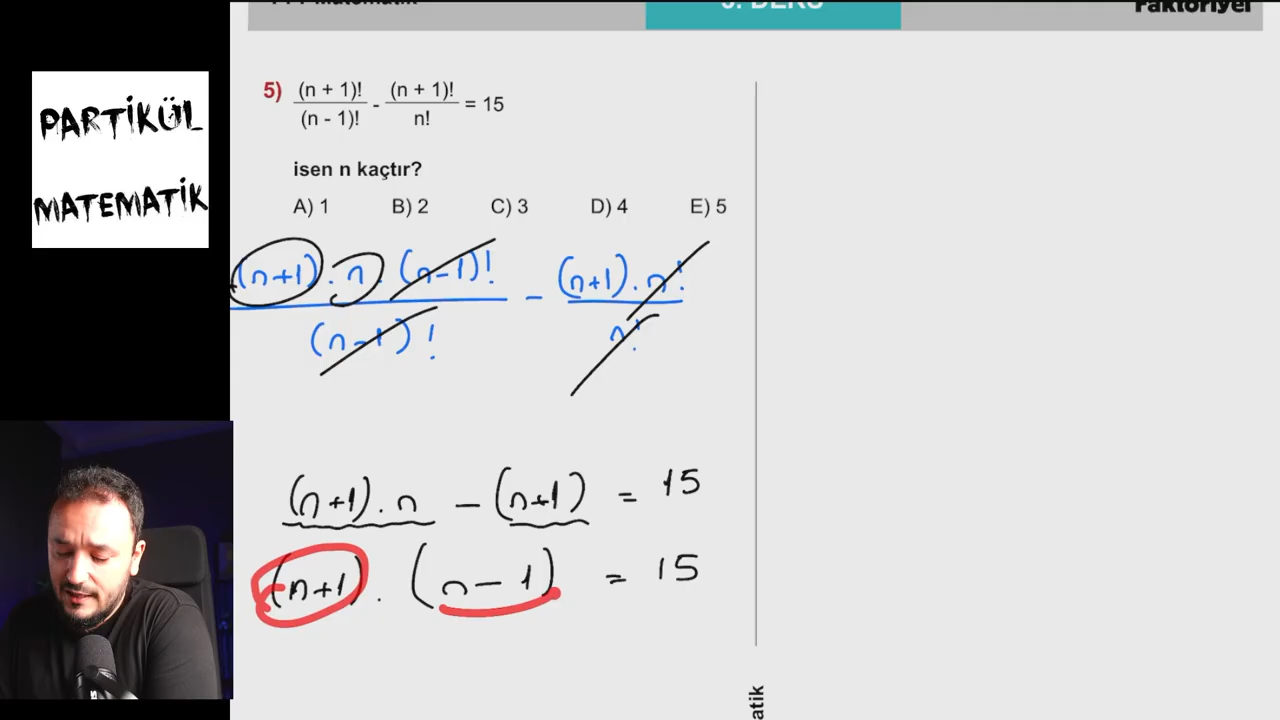 PARTİKÜL
MATEMATİK
Faktöriyel
5) (n + 1)! / (n - 1)! - (n + 1)! / n! = 15
isen n kaçtır?
A) 1 B) 2 C) 3 D) 4 E) 5
(n+1) . n . (n-1)! / (n-1)! - (n+1) . n! / n!
(n+1) . n - (n+1) = 15
(n+1) . (n-1) = 15
atik